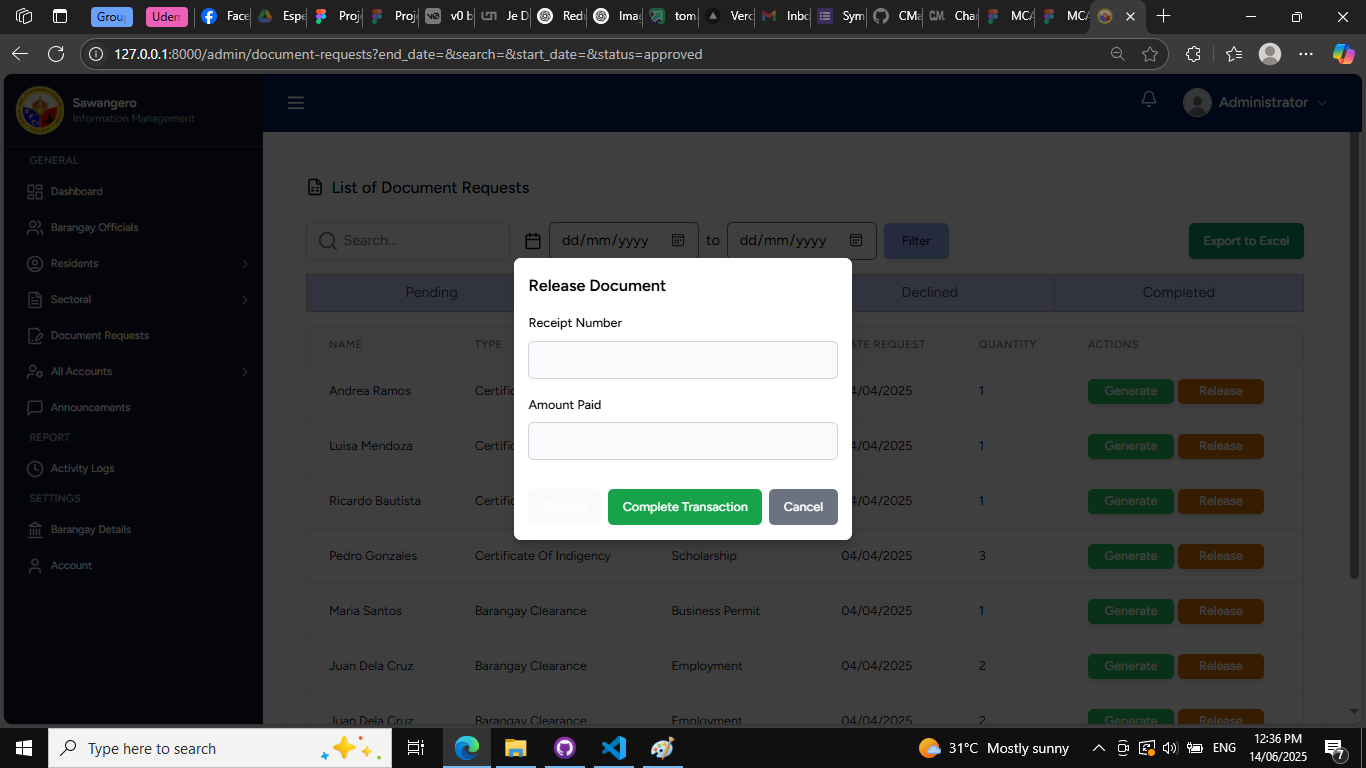 Group
Uden
Face
Espe
Proj
Proj
v0 b
Je D
Redu
Imag
tom
Verc
Inbo
Sym
CMa
Cha
MCA
MCA
127.0.0.1:8000/admin/document-requests?end_date=&search=&start_date=&status=approved
Sawangero
Information Management
Administrator
GENERAL
Dashboard
Barangay Officials
Residents
Sectoral
Document Requests
All Accounts
Announcements
REPORT
Activity Logs
SETTINGS
Barangay Details
Account
List of Document Requests
Search...
dd/mm/yyyy
to
dd/mm/yyyy
Filter
Export to Excel
Pending
Declined
Completed
NAME TYPE ATE REQUEST QUANTITY ACTIONS
Andrea Ramos Certific 4/04/2025 1 Generate Release
Luisa Mendoza Certific 4/04/2025 1 Generate Release
Ricardo Bautista Certific 4/04/2025 1 Generate Release
Pedro Gonzales Certificate Of Indigency Scholarship 04/04/2025 3 Generate Release
Maria Santos Barangay Clearance Business Permit 04/04/2025 1 Generate Release
Juan Dela Cruz Barangay Clearance Employment 04/04/2025 2 Generate Release
Juan Dela Cruz Barangay Clearance Employment 04/04/2025 2 Generate Release
Release Document
Receipt Number
Amount Paid
Complete Transaction
Cancel
Type here to search
31°C Mostly sunny
ENG
12:36 PM
14/06/2025
7